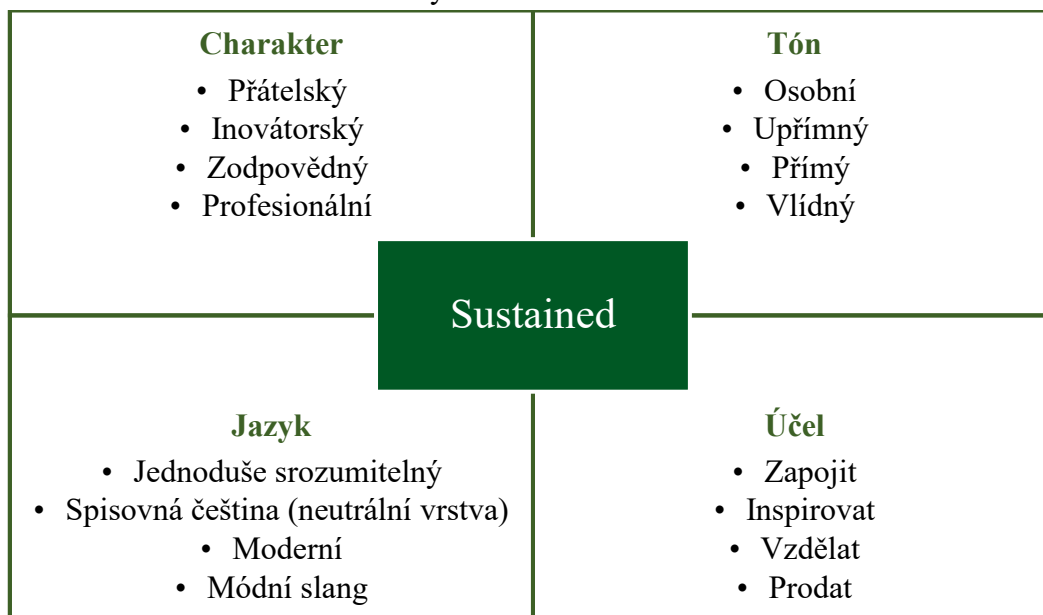 Charakter
• Přátelský
• Inovátorský
• Zodpovědný
• Profesionální
Tón
• Osobní
• Upřímný
• Přímý
• Vlídný
Sustained
Jazyk
• Jednoduše srozumitelný
• Spisovná čeština (neutrální vrstva)
• Moderní
• Módní slang
Účel
• Zapojit
• Inspirovat
• Vzdělat
• Prodat